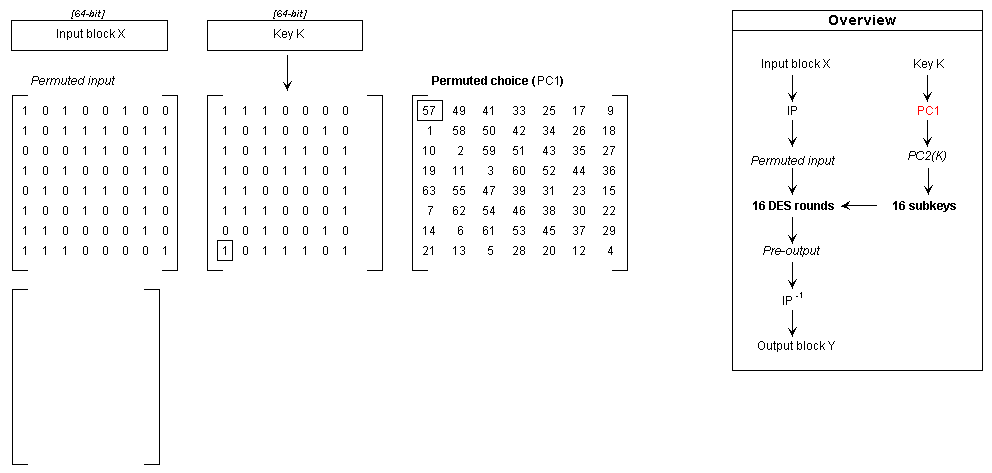 [64-bit]
Input block X
[64-bit]
Key K
Permuted input
1 0 1 0 0 1 0 0
1 0 1 0 0 1 1 1
0 0 0 1 1 0 1 1
1 0 1 0 0 0 1 0
0 1 0 1 1 0 1 0
1 1 0 1 0 0 1 0
1 1 0 0 0 0 1 0
1 1 1 0 0 0 0 1
1 1 1 0 0 0 0
1 1 0 0 0 1 0
0 0 1 1 1 0 1
1 0 0 1 1 0 1
1 1 0 0 0 0 1
1 1 1 0 0 0 1
0 0 1 0 0 1 0
1 0 1 1 1 0 1
Permuted choice (PC1)
57 49 41 33 25 17 9
1 58 50 42 34 26 18
10 2 59 51 43 35 27
19 11 3 60 52 44 36
63 55 47 39 31 23 15
7 62 54 46 38 30 22
14 6 61 53 45 37 29
21 13 5 28 20 12 4
Overview
Input block X
Key K
IP
PC1
Permuted input
PC2(K)
16 DES rounds
16 subkeys
Pre-output
IP -1
Output block Y